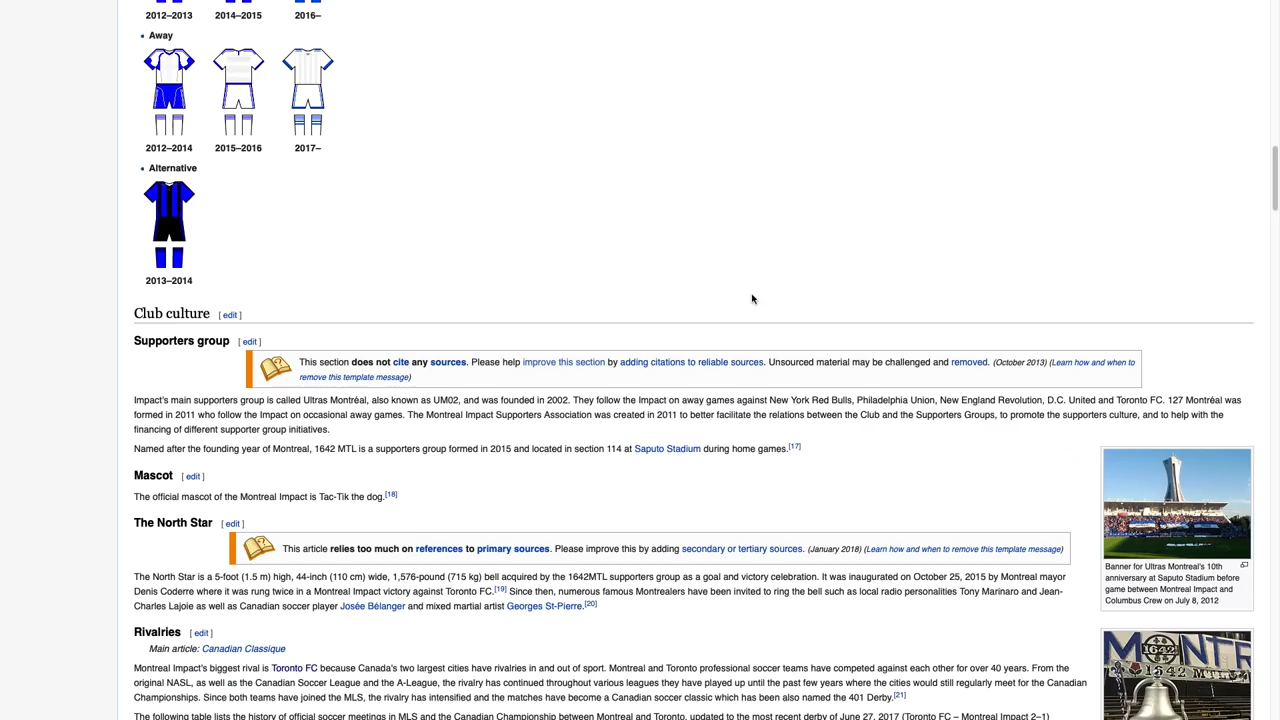 2012–2013 2014–2015 2016–
• Away
2012–2014 2015–2016 2017–
• Alternative
2013–2014
Club culture [ edit ]
Supporters group [ edit ]
This section does not cite any sources. Please help improve this section by adding citations to reliable sources. Unsourced material may be challenged and removed. (October 2013) (Learn how and when to
remove this template message)
Impact's main supporters group is called Ultras Montréal, also known as UM02, and was founded in 2002. They follow the Impact on away games against New York Red Bulls, Philadelphia Union, New England Revolution, D.C. United and Toronto FC. 127 Montréal was
formed in 2011 who follow the Impact on occasional away games. The Montreal Impact Supporters Association was created in 2011 to better facilitate the relations between the Club and the Supporters Groups, to promote the supporters culture, and to help with the
financing of different supporter group initiatives.
Named after the founding year of Montreal, 1642 MTL is a supporters group formed in 2015 and located in section 114 at Saputo Stadium during home games.[17]
Mascot [ edit ]
The official mascot of the Montreal Impact is Tac-Tik the dog.[18]
The North Star [ edit ]
This article relies too much on references to primary sources. Please improve this by adding secondary or tertiary sources. (January 2018) (Learn how and when to remove this template message)
The North Star is a 5-foot (1.5 m) high, 44-inch (110 cm) wide, 1,576-pound (715 kg) bell acquired by the 1642MTL supporters group as a goal and victory celebration. It was inaugurated on October 25, 2015 by Montreal mayor
Denis Coderre where it was rung twice in a Montreal Impact victory against Toronto FC.[19] Since then, numerous famous Montrealers have been invited to ring the bell such as local radio personalities Tony Marinaro and Jean-
Charles Lajoie as well as Canadian soccer player Josée Bélanger and mixed martial artist Georges St-Pierre.[20]
Banner for Ultras Montreal's 10th
anniversary at Saputo Stadium before
game between Montreal Impact and
Columbus Crew on July 8, 2012
Rivalries [ edit ]
Main article: Canadian Classique
Montreal Impact's biggest rival is Toronto FC because Canada's two largest cities have rivalries in and out of sport. Montreal and Toronto professional soccer teams have competed against each other for over 40 years. From the
original NASL, as well as the Canadian Soccer League and the A-League, the rivalry has continued throughout various leagues they have played up until the past few years where the cities would still regularly meet for the Canadian
Championships. Since both teams have joined the MLS, the rivalry has intensified and the matches have become a Canadian soccer classic which has been also named the 401 Derby.[21]
The following table lists the history of official soccer meetings in MLS and the Canadian Championship between Montreal and Toronto, updated to the most recent derby of June 27, 2017 (Toronto FC – Montreal Impact 2–1)
MONTR
1642
1642 MTL